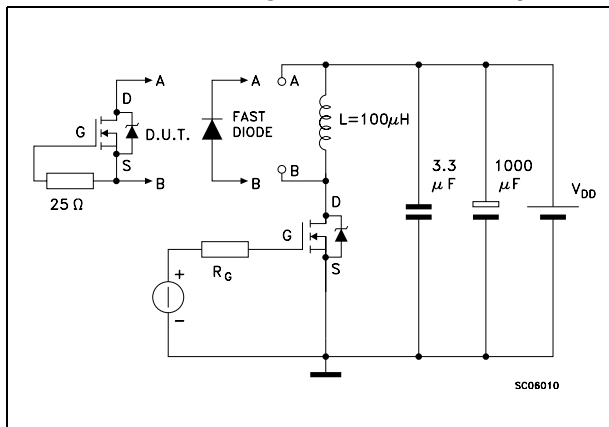 A
A
A
D
G
D.U.T.
FAST
DIODE
L=100μH
S
B
B
B
25 Ω
D
G
S
R_G
3.3
μF
1000
μF
V_DD
+
−
SC06010